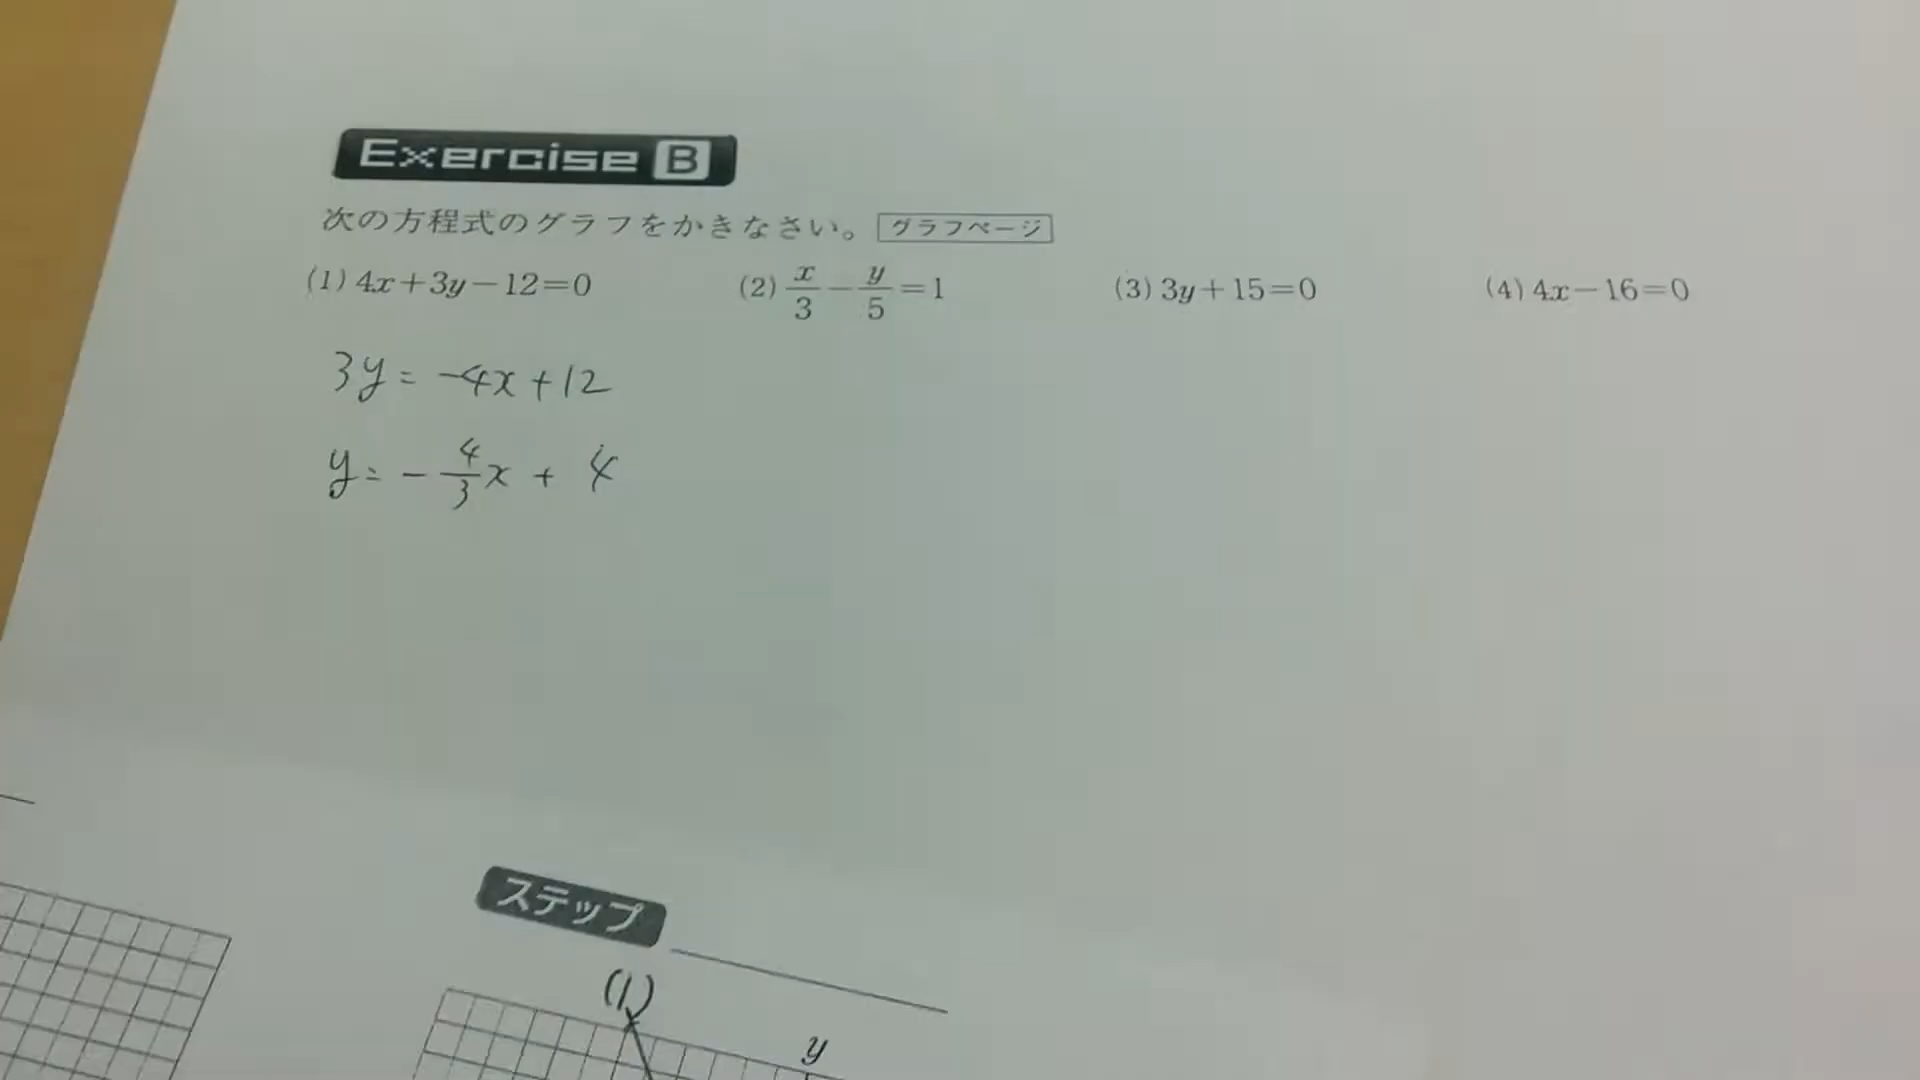 Exercise B
次の方程式のグラフをかきなさい。 グラフページ
(1) 4x+3y-12=0 (2) x/3 - y/5 =1 (3) 3y+15=0 (4) 4x-16=0
3y = -4x+12
y = - 4/3 x + 4
ステップ
(1)
y